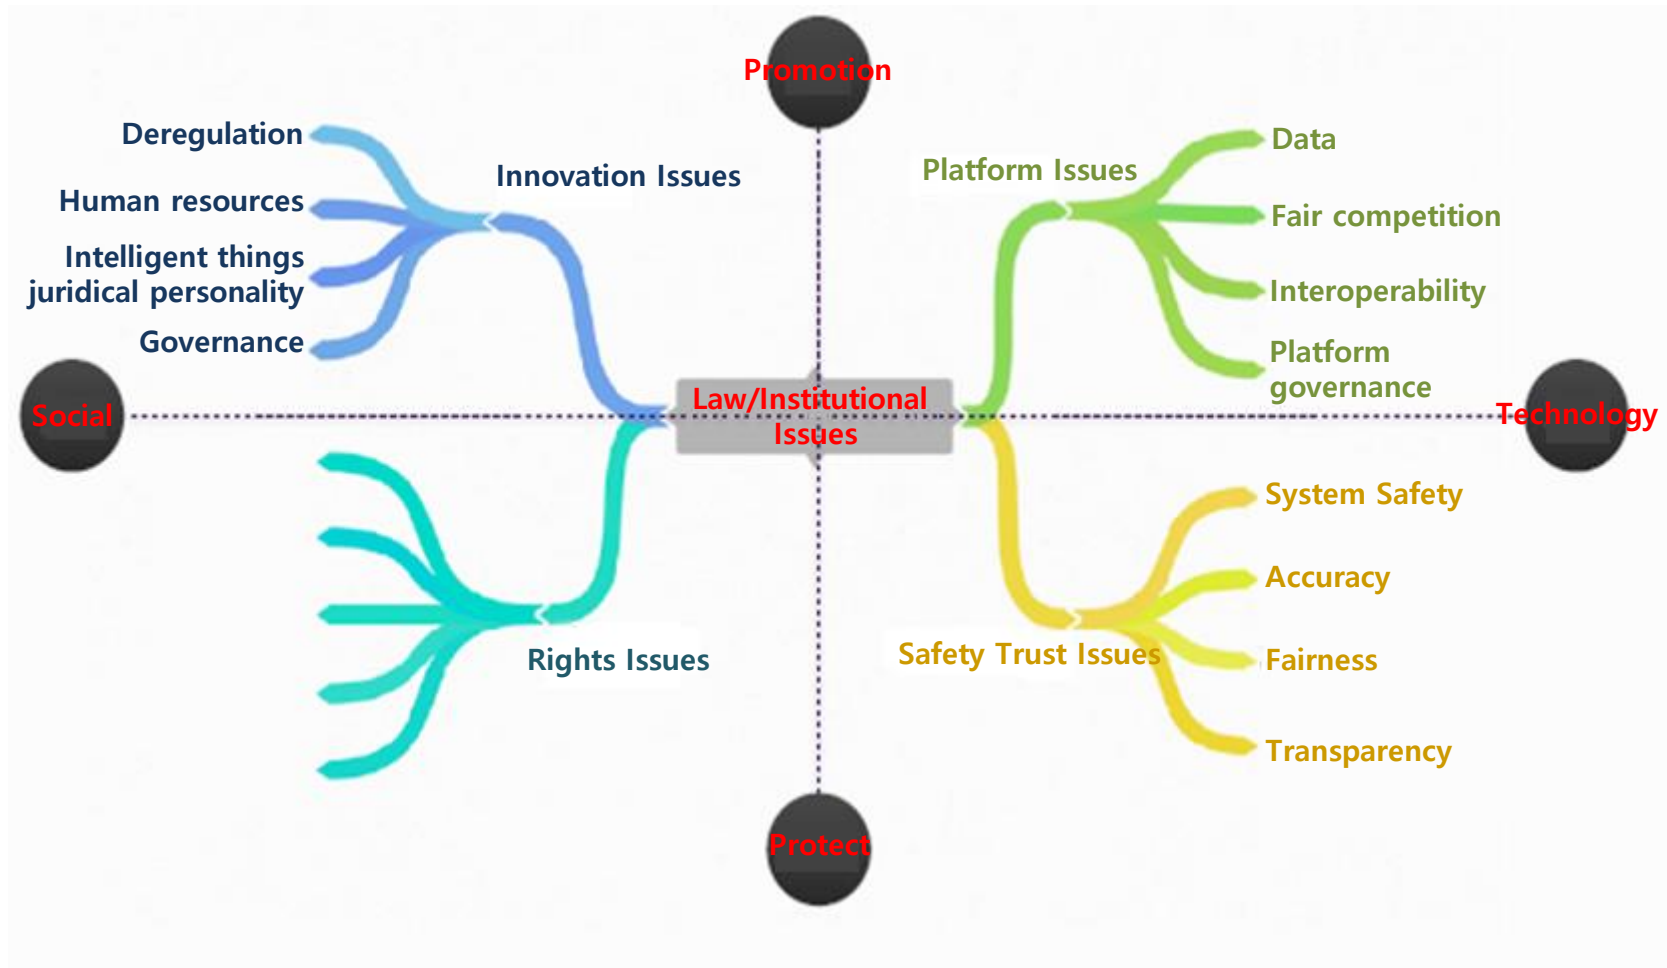 Promotion
Deregulation
Human resources
Intelligent things
juridical personality
Governance
Innovation Issues
Platform Issues
Data
Fair competition
Interoperability
Platform
governance
Social
Law/Institutional
Issues
Technology
Rights Issues
Safety Trust Issues
System Safety
Accuracy
Fairness
Transparency
Protect